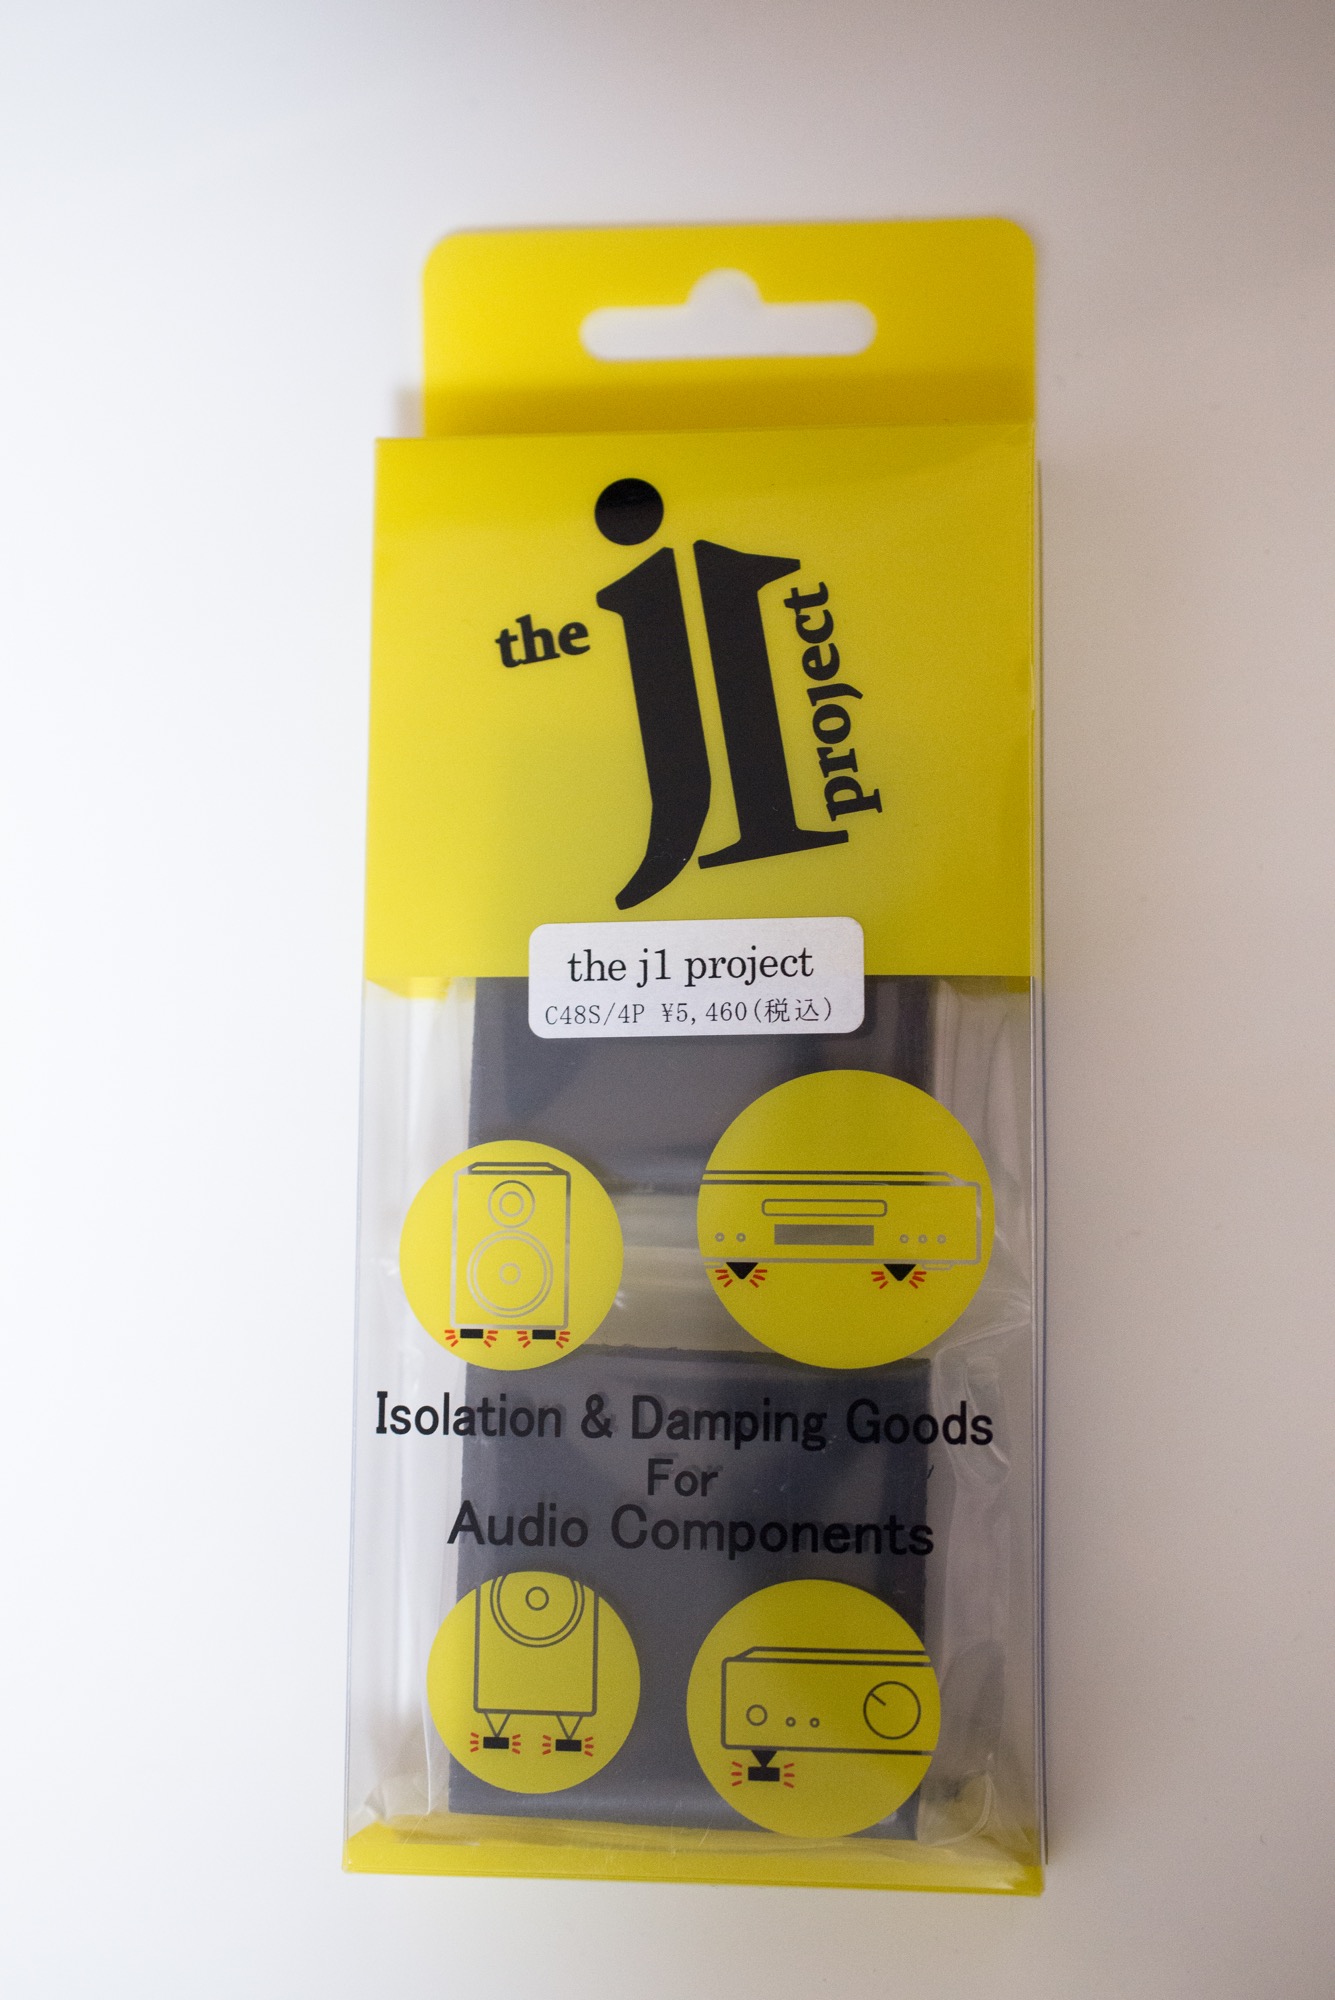 the
j1
project
the j1 project
C48S/4P ¥5,460(税込)
Isolation & Damping Goods
For
Audio Components